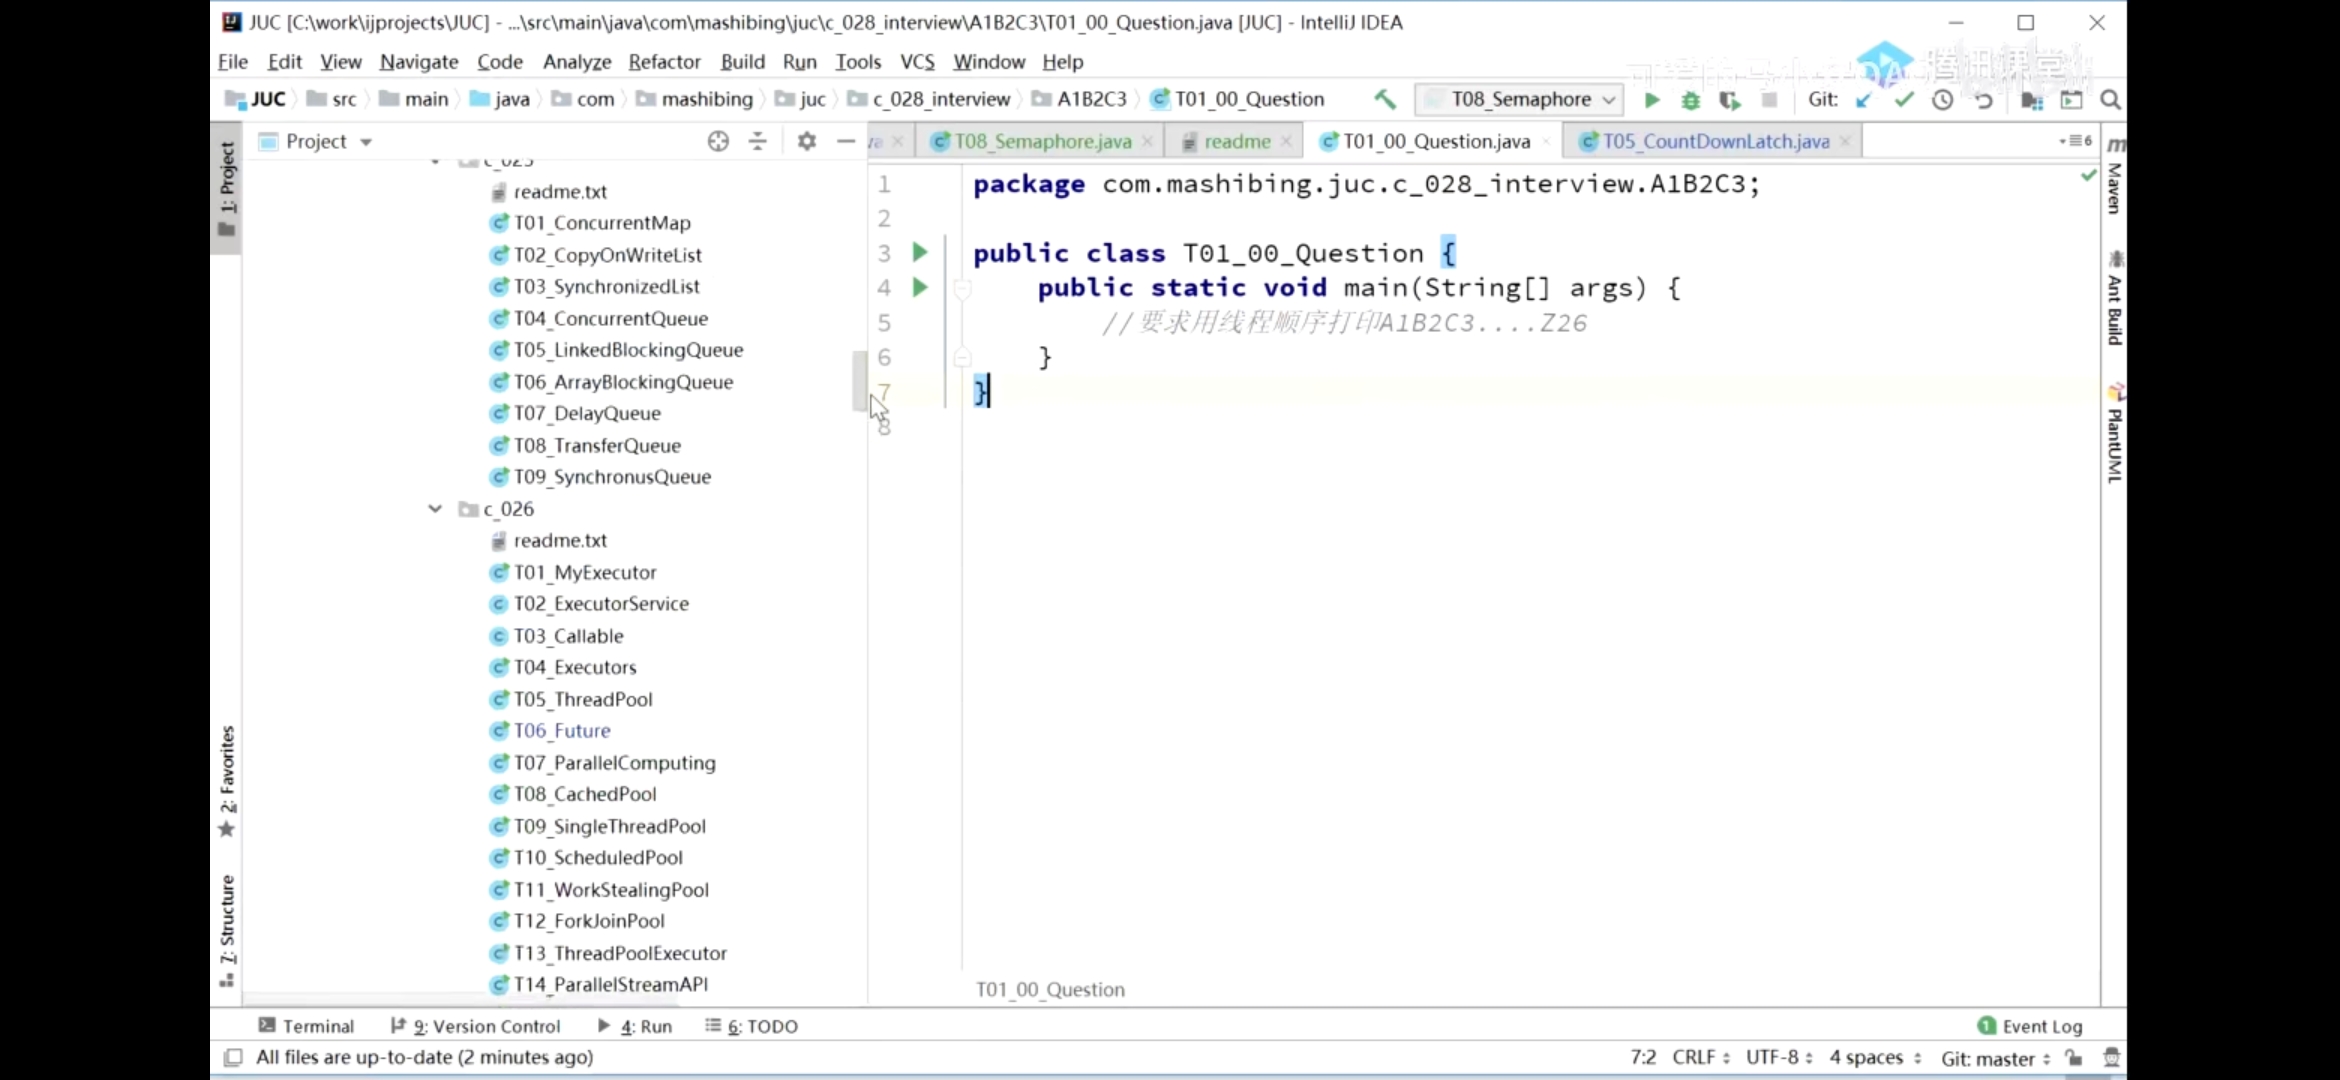 JUC [C:\work\ijprojects\JUC] - ...\src\main\java\com\mashibing\juc\c_028_interview\A1B2C3\T01_00_Question.java [JUC] - IntelliJ IDEA
File Edit View Navigate Code Analyze Refactor Build Run Tools VCS Window Help
腾讯课堂
JUC src main java com mashibing juc c_028_interview A1B2C3 T01_00_Question T08_Semaphore Git:
Project T08_Semaphore.java readme T01_00_Question.java T05_CountDownLatch.java 6
1: Project
2: Favorites
7: Structure
readme.txt
T01_ConcurrentMap
T02_CopyOnWriteList
T03_SynchronizedList
T04_ConcurrentQueue
T05_LinkedBlockingQueue
T06_ArrayBlockingQueue
T07_DelayQueue
T08_TransferQueue
T09_SynchronusQueue
c_026
readme.txt
T01_MyExecutor
T02_ExecutorService
T03_Callable
T04_Executors
T05_ThreadPool
T06_Future
T07_ParallelComputing
T08_CachedPool
T09_SingleThreadPool
T10_ScheduledPool
T11_WorkStealingPool
T12_ForkJoinPool
T13_ThreadPoolExecutor
T14_ParallelStreamAPI
1 package com.mashibing.juc.c_028_interview.A1B2C3;
2
3 public class T01_00_Question {
4 public static void main(String[] args) {
5 //要求用线程顺序打印A1B2C3....Z26
6 }
7 }
8
T01_00_Question
Maven
Ant Build
PlantUML
Terminal 9: Version Control 4: Run 6: TODO 1 Event Log
All files are up-to-date (2 minutes ago) 7:2 CRLF UTF-8 4 spaces Git: master